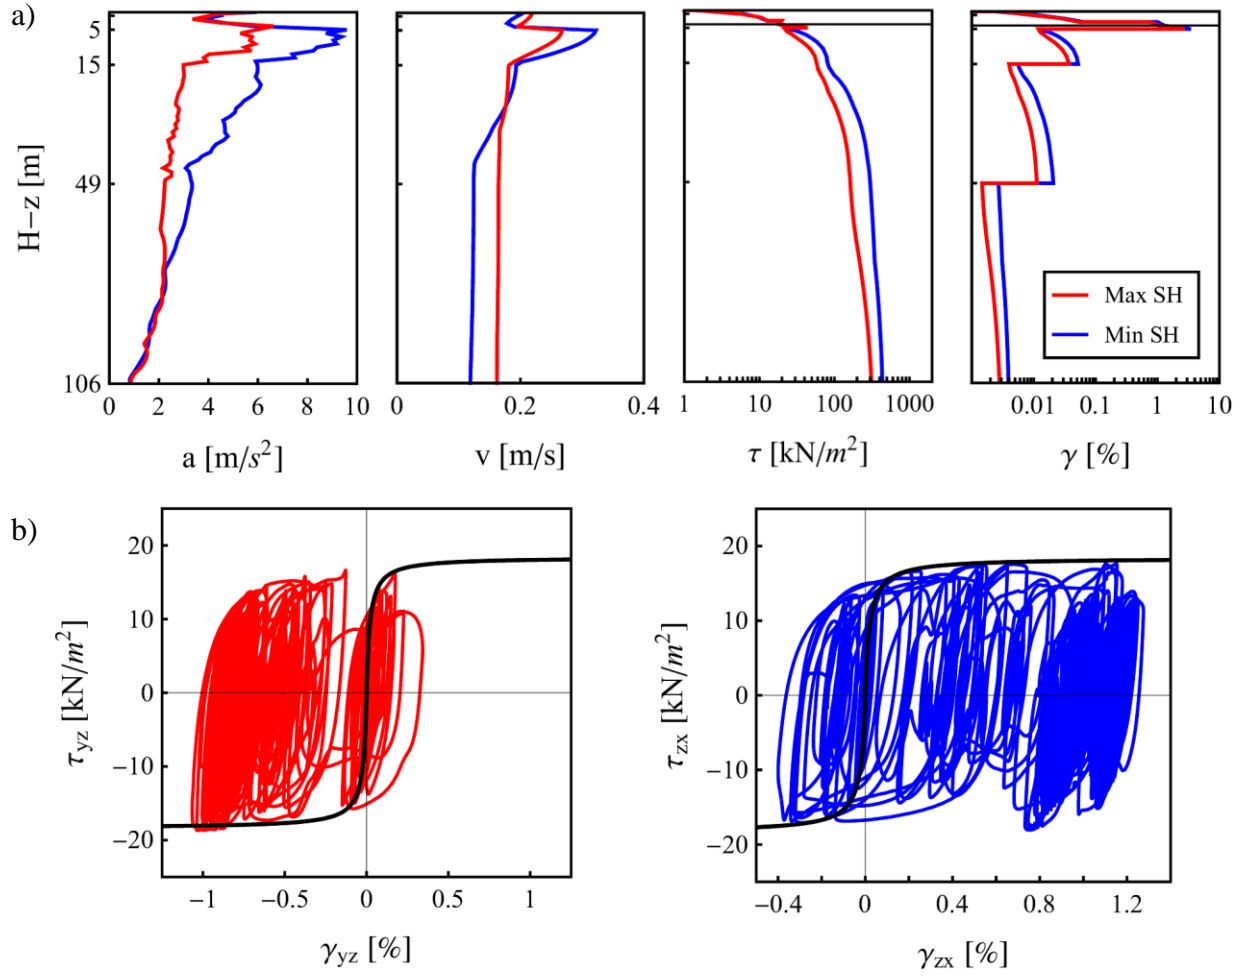 a)
H−z [m]
5
15
49
106
0 2 4 6 8 10
a [m/s²]
0 0.2 0.4
v [m/s]
1 10 100 1000
τ [kN/m²]
0.01 0.1 1 10
γ [%]
Max SH
Min SH
b)
τyz [kN/m²]
20
10
0
−10
−20
−1 −0.5 0 0.5 1
γyz [%]
τzx [kN/m²]
20
10
0
−10
−20
−0.4 0 0.4 0.8 1.2
γzx [%]